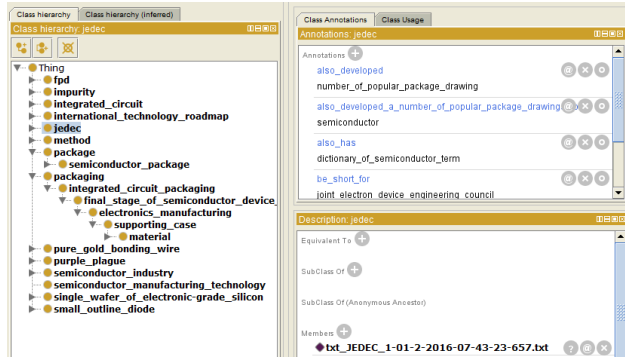 Class hierarchy
Class hierarchy (inferred)
Class hierarchy: jedec
Thing
fpd
impurity
integrated_circuit
international_technology_roadmap
jedec
method
package
semiconductor_package
packaging
integrated_circuit_packaging
final_stage_of_semiconductor_device_
electronics_manufacturing
supporting_case
material
pure_gold_bonding_wire
purple_plague
semiconductor_industry
semiconductor_manufacturing_technology
single_wafer_of_electronic-grade_silicon
small_outline_diode
Class Annotations
Class Usage
Annotations: jedec
Annotations
also_developed
number_of_popular_package_drawing
also_developed_a_number_of_popular_package_drawing
semiconductor
also_has
dictionary_of_semiconductor_term
be_short_for
joint_electron_device_engineering_council
Description: jedec
Equivalent To
SubClass Of
SubClass Of (Anonymous Ancestor)
Members
txt_JEDEC_1-01-2-2016-07-43-23-657.txt